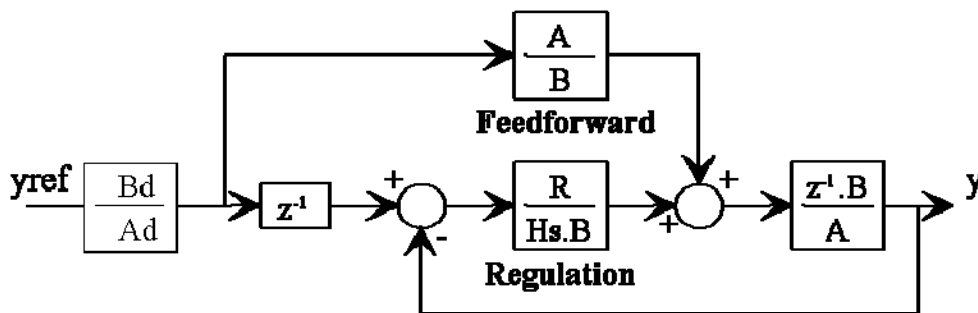 A
B
Feedforward
yref
Bd
Ad
z⁻¹
+
-
R
Hs.B
Regulation
+
+
z⁻¹.B
A
y